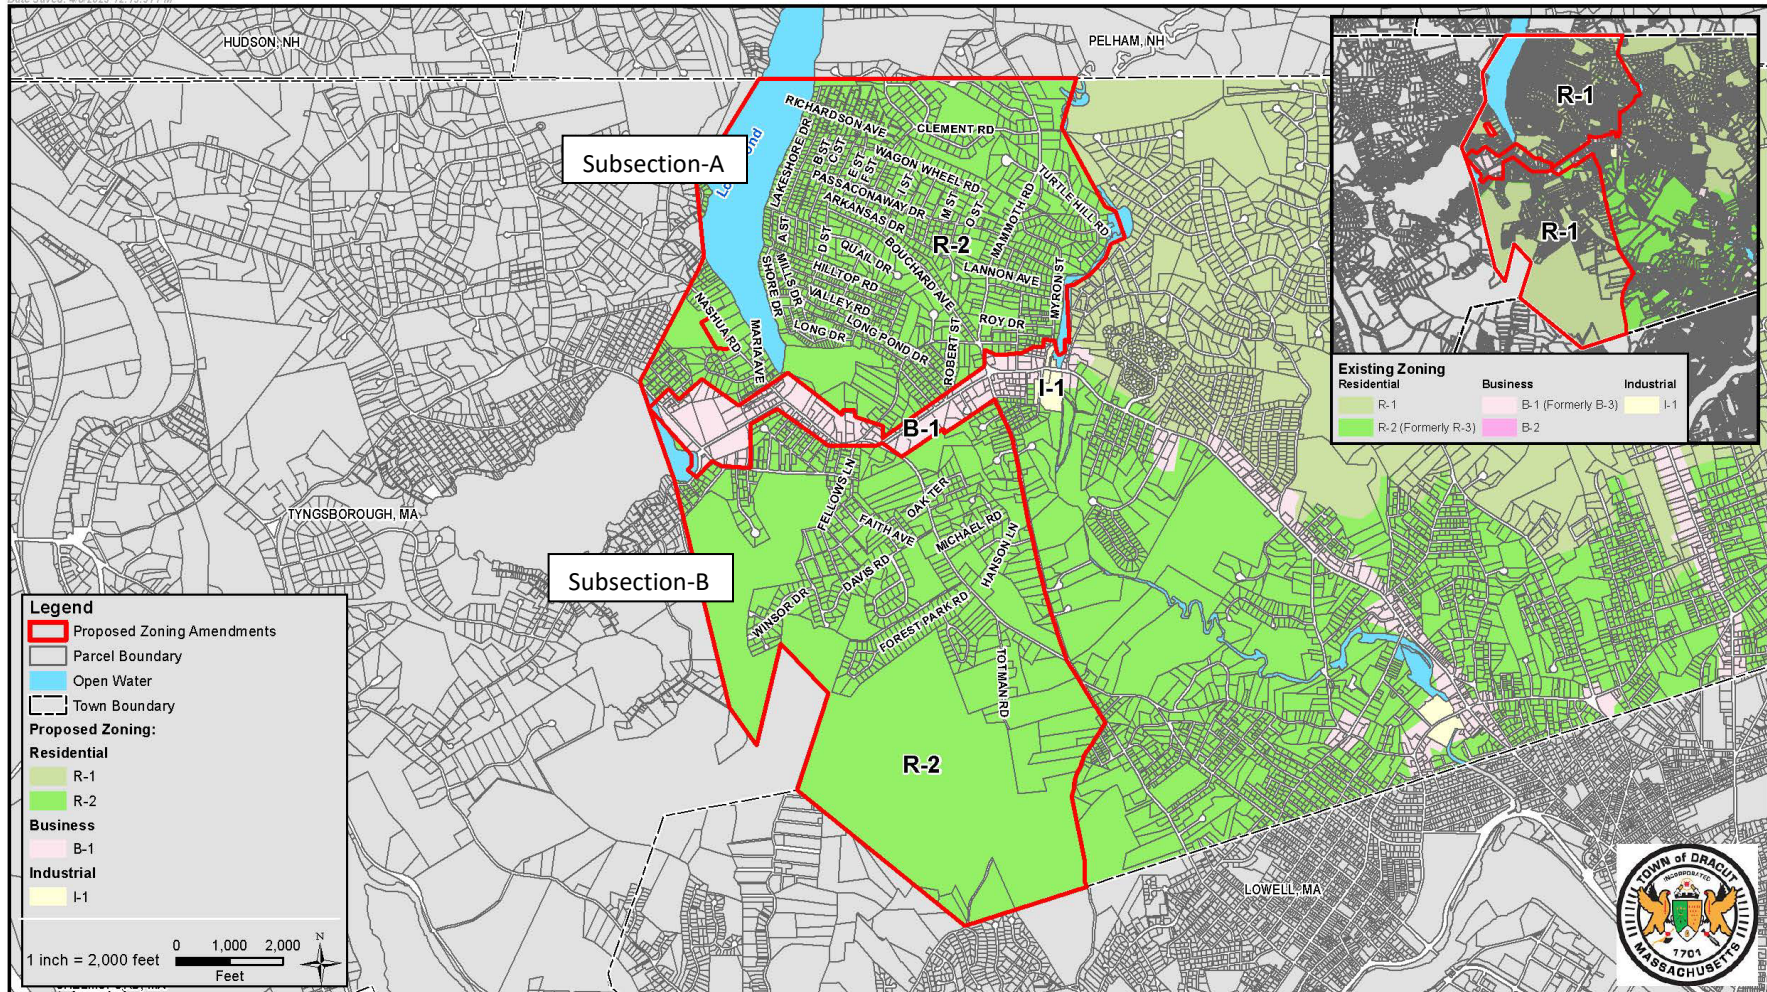 HUDSON, NH
PELHAM, NH
Subsection-A
RICHARDSON AVE
CLEMENT RD
LAKESHORE DR
B ST
C ST
E ST
F ST
I ST
WAGON WHEEL RD
PASSACONAWAY DR
ARKANSAS DR
M ST
O ST
MAMMOTH RD
TURTLE HILL RD
R-2
A ST
D ST
QUAIL DR
BOUCHARD AVE
LANNON AVE
MYRON ST
MILLS DR
SHORE DR
HILLTOP RD
VALLEY RD
LONG POND DR
LONG DR
ROY DR
ROBERT ST
NASHUA RD
MARIA AVE
I-1
B-1
TYNGSBOROUGH, MA
FELLOWS LN
OAK TER
FAITH AVE
MICHAEL RD
HANSON LN
DAVIS RD
Subsection-B
WINSOR DR
FOREST PARK RD
TOTMAN RD
R-2
LOWELL, MA
R-1
R-1
Existing Zoning
Residential Business Industrial
R-1 B-1 (Formerly B-3) I-1
R-2 (Formerly R-3) B-2
Legend
Proposed Zoning Amendments
Parcel Boundary
Open Water
Town Boundary
Proposed Zoning:
Residential
R-1
R-2
Business
B-1
Industrial
I-1
0 1,000 2,000
N
1 inch = 2,000 feet
Feet
TOWN of DRACUT
INCORPORATED
1701
MASSACHUSETTS